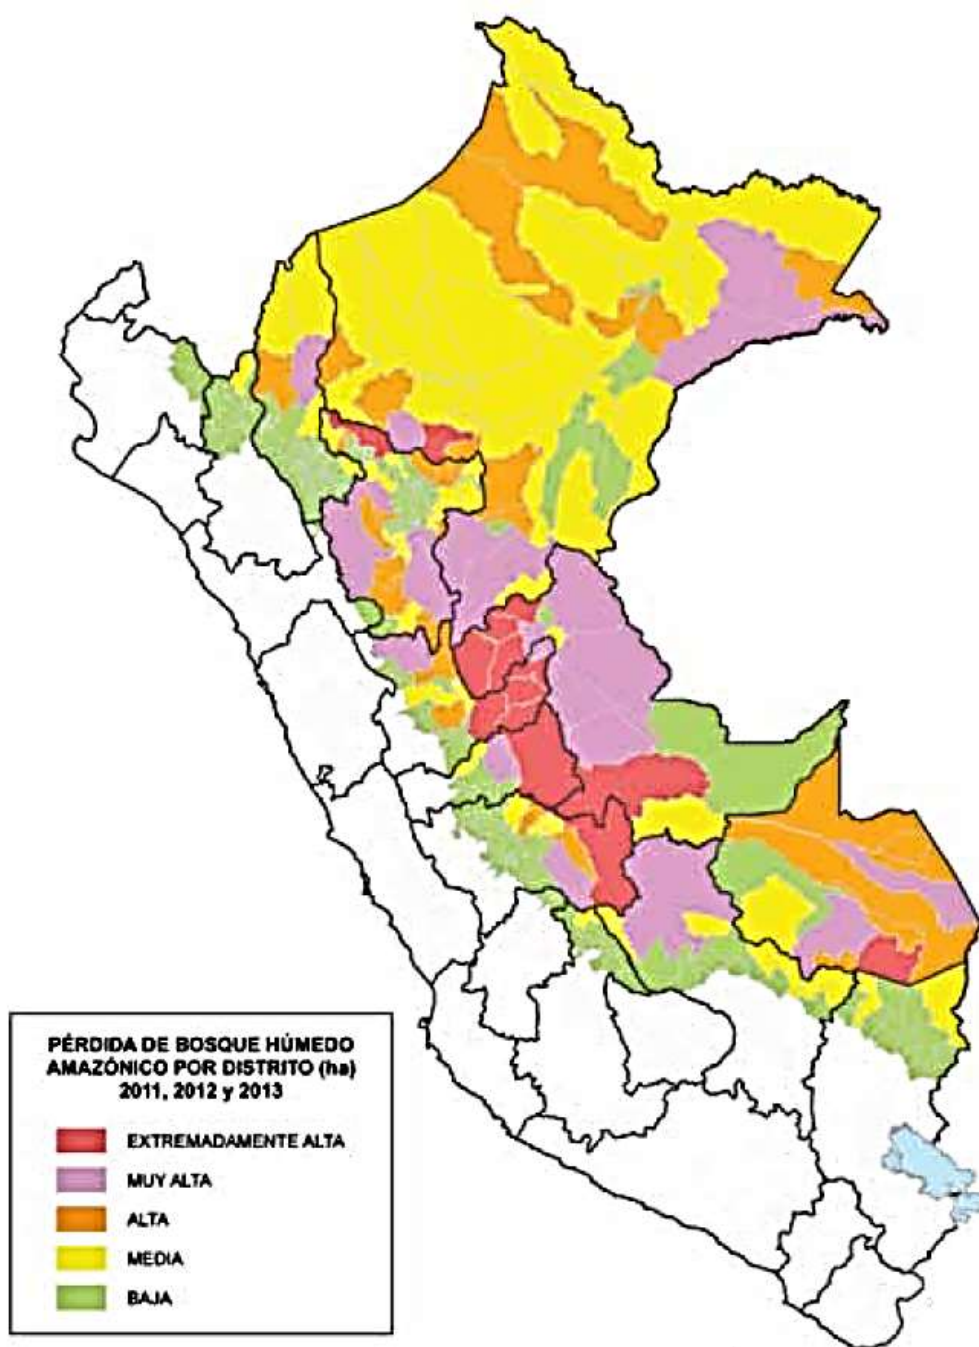 PÉRDIDA DE BOSQUE HÚMEDO
AMAZÓNICO POR DISTRITO (ha)
2011, 2012 y 2013
EXTREMADAMENTE ALTA
MUY ALTA
ALTA
MEDIA
BAJA